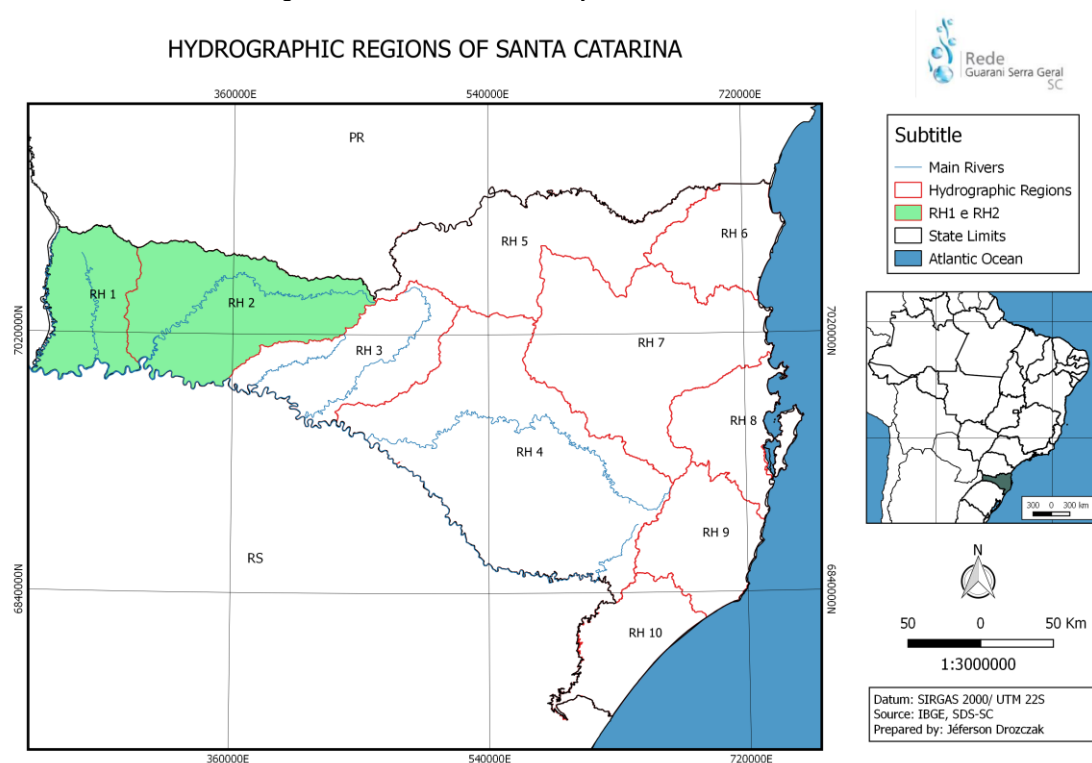 HYDROGRAPHIC REGIONS OF SANTA CATARINA
Rede
Guarani Serra Geral
SC
360000E
540000E
720000E
PR
RH 5
RH 6
RH 1
RH 2
RH 3
RH 7
RH 8
RH 4
RH 9
RS
RH 10
7020000N
7020000N
6840000N
6840000N
360000E
540000E
720000E
Subtitle
Main Rivers
Hydrographic Regions
RH1 e RH2
State Limits
Atlantic Ocean
300 0 300 km
N
50 0 50 Km
1:3000000
Datum: SIRGAS 2000/ UTM 22S
Source: IBGE, SDS-SC
Prepared by: Jéferson Drozczak